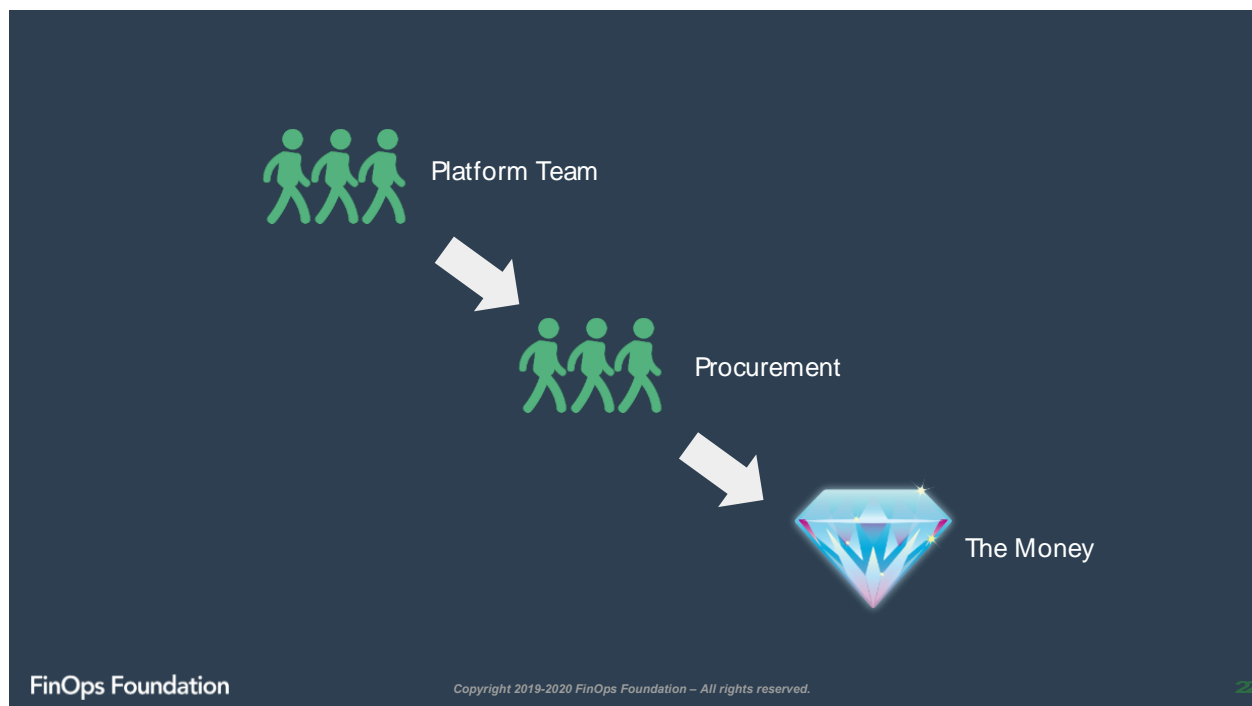 Platform Team
Procurement
The Money
FinOps Foundation
Copyright 2019-2020 FinOps Foundation – All rights reserved.